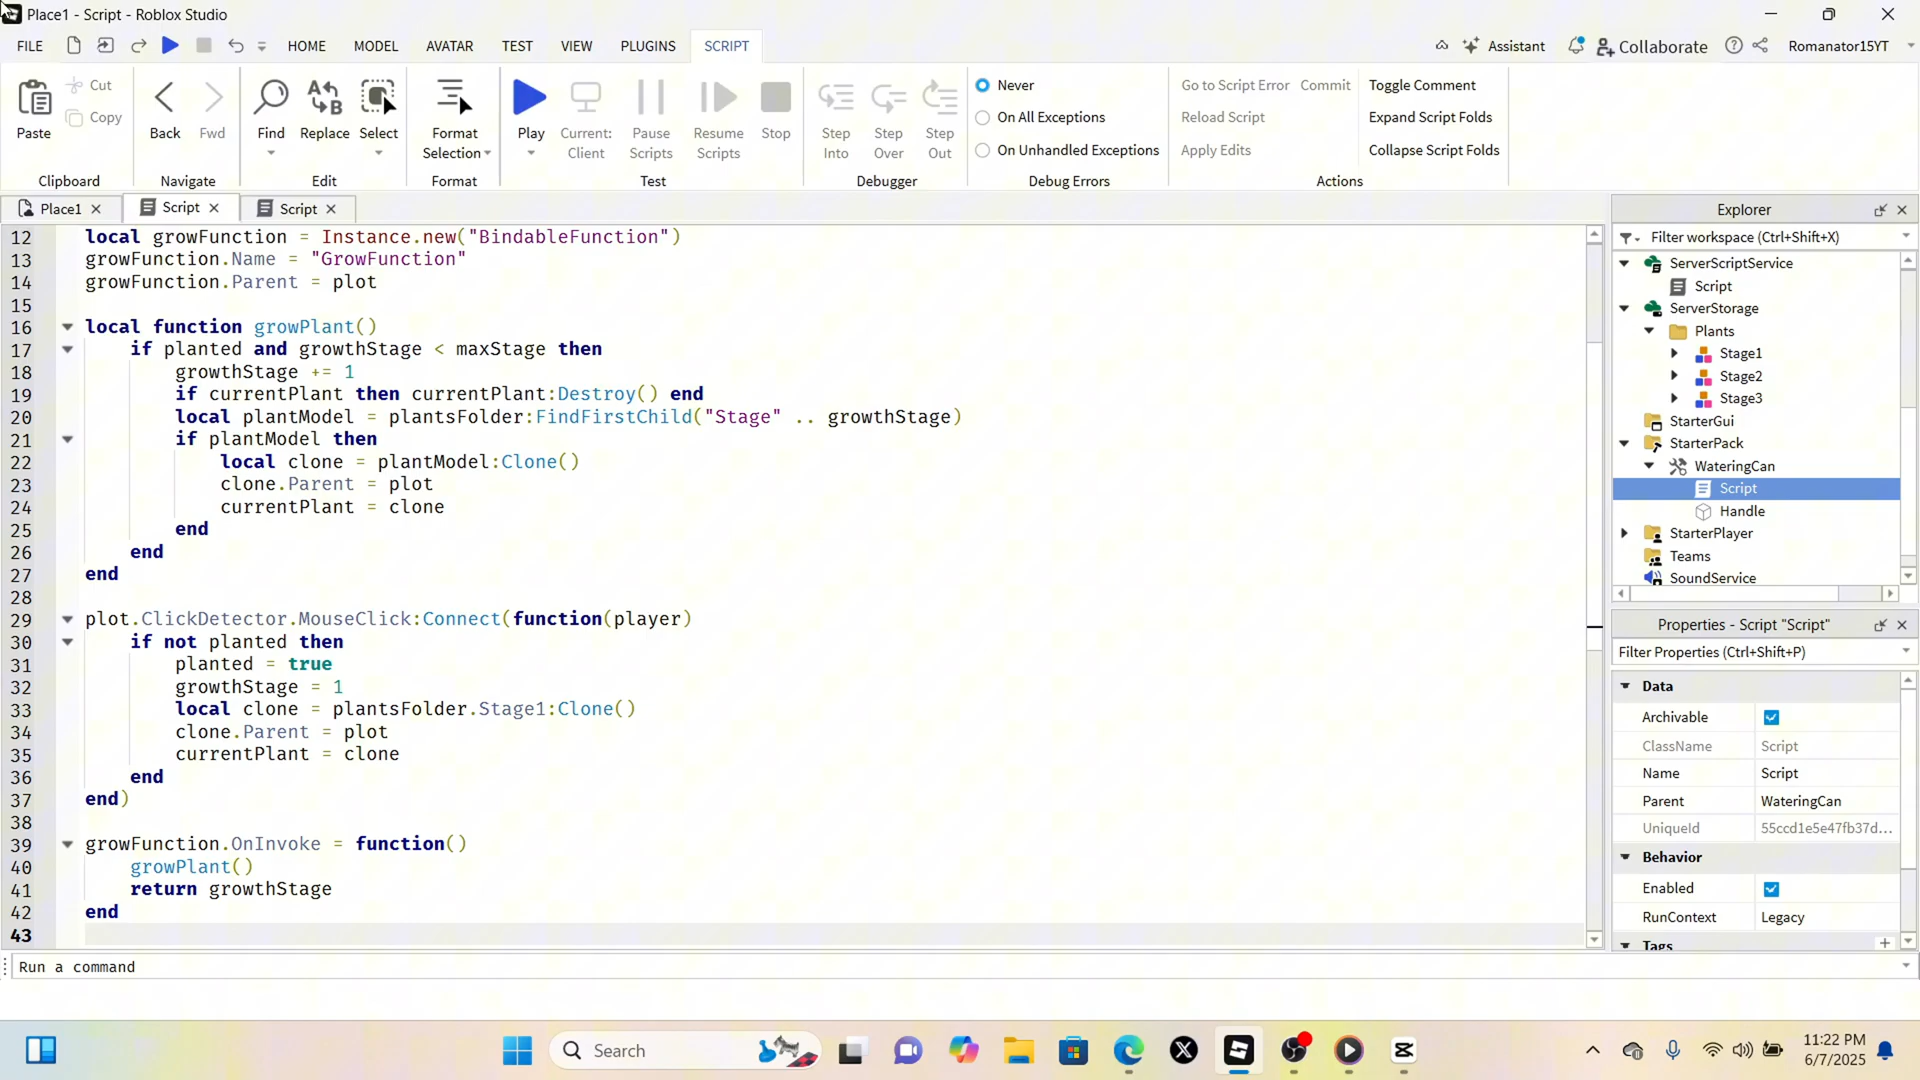 Place1 - Script - Roblox Studio
FILE HOME MODEL AVATAR TEST VIEW PLUGINS SCRIPT Assistant Collaborate Romanator15YT
Paste Cut Copy Back Fwd Find Replace Select Format Selection Play Current: Client Pause Scripts Resume Scripts Stop Step Into Step Over Step Out
Never Go to Script Error Commit Toggle Comment
On All Exceptions Reload Script Expand Script Folds
On Unhandled Exceptions Apply Edits Collapse Script Folds
Clipboard Navigate Edit Format Test Debugger Debug Errors Actions
Place1 Script Script
12 local growFunction = Instance.new("BindableFunction")
13 growFunction.Name = "GrowFunction"
14 growFunction.Parent = plot
15
16 local function growPlant()
17 if planted and growthStage < maxStage then
18 growthStage += 1
19 if currentPlant then currentPlant:Destroy() end
20 local plantModel = plantsFolder:FindFirstChild("Stage" .. growthStage)
21 if plantModel then
22 local clone = plantModel:Clone()
23 clone.Parent = plot
24 currentPlant = clone
25 end
26 end
27 end
28
29 plot.ClickDetector.MouseClick:Connect(function(player)
30 if not planted then
31 planted = true
32 growthStage = 1
33 local clone = plantsFolder.Stage1:Clone()
34 clone.Parent = plot
35 currentPlant = clone
36 end
37 end)
38
39 growFunction.OnInvoke = function()
40 growPlant()
41 return growthStage
42 end
43
Explorer
Filter workspace (Ctrl+Shift+X)
ServerScriptService
Script
ServerStorage
Plants
Stage1
Stage2
Stage3
StarterGui
StarterPack
WateringCan
Script
Handle
StarterPlayer
Teams
SoundService
Properties - Script "Script"
Filter Properties (Ctrl+Shift+P)
Data
Archivable
ClassName Script
Name Script
Parent WateringCan
UniqueId 55ccd1e5e47fb37d...
Behavior
Enabled
RunContext Legacy
Tags
Run a command
Search
11:22 PM
6/7/2025